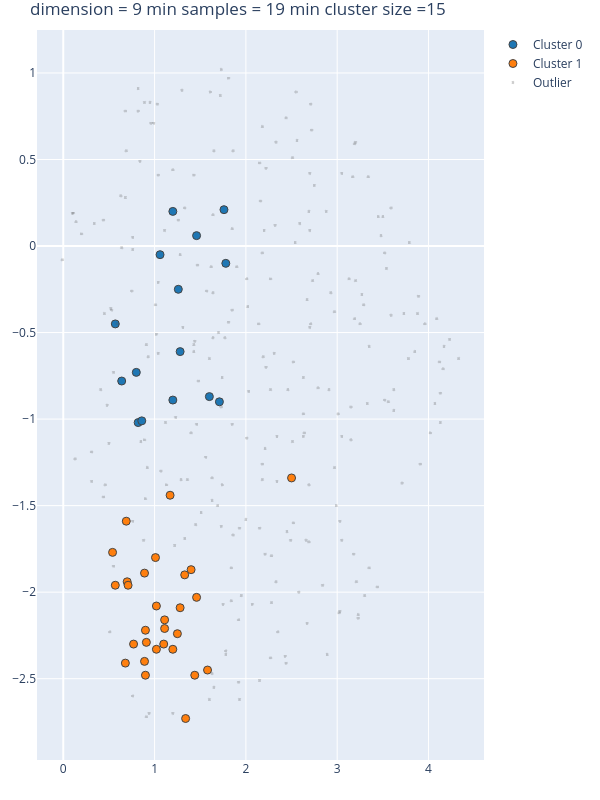 dimension = 9 min samples = 19 min cluster size =15
Cluster 0
Cluster 1
Outlier
1
0.5
0
−0.5
−1
−1.5
−2
−2.5
0 1 2 3 4